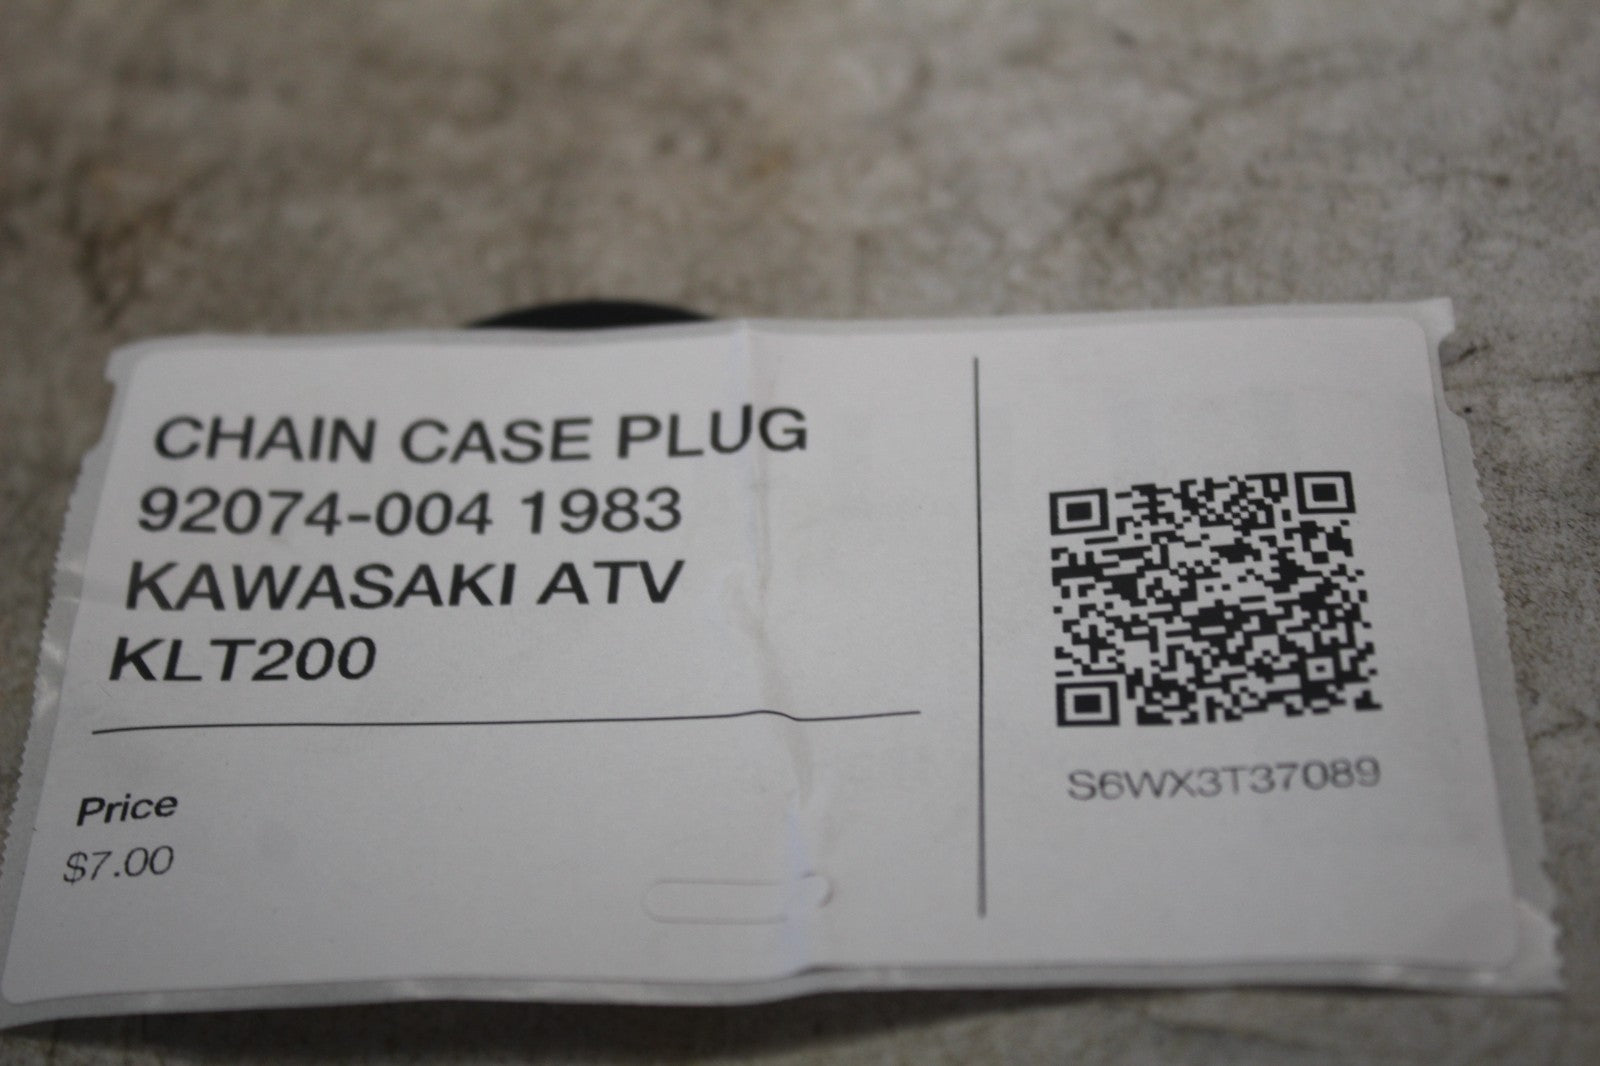 CHAIN CASE PLUG
92074-004 1983
KAWASAKI ATV
KLT200
Price
$7.00
S6WX3T37089